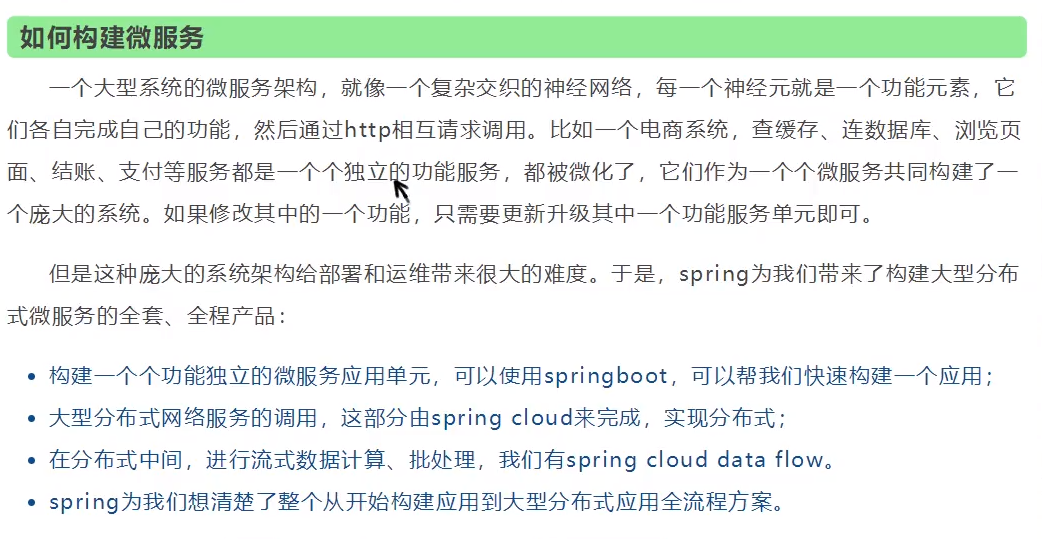 如何构建微服务
一个大型系统的微服务架构，就像一个复杂交织的神经网络，每一个神经元就是一个功能元素，它
们各自完成自己的功能，然后通过http相互请求调用。比如一个电商系统，查缓存、连数据库、浏览页
面、结账、支付等服务都是一个个独立的功能服务，都被微化了，它们作为一个个微服务共同构建了一
个庞大的系统。如果修改其中的一个功能，只需要更新升级其中一个功能服务单元即可。
但是这种庞大的系统架构给部署和运维带来很大的难度。于是，spring为我们带来了构建大型分布
式微服务的全套、全程产品：
• 构建一个个功能独立的微服务应用单元，可以使用springboot，可以帮我们快速构建一个应用；
• 大型分布式网络服务的调用，这部分由spring cloud来完成，实现分布式；
• 在分布式中间，进行流式数据计算、批处理，我们有spring cloud data flow。
• spring为我们想清楚了整个从开始构建应用到大型分布式应用全流程方案。